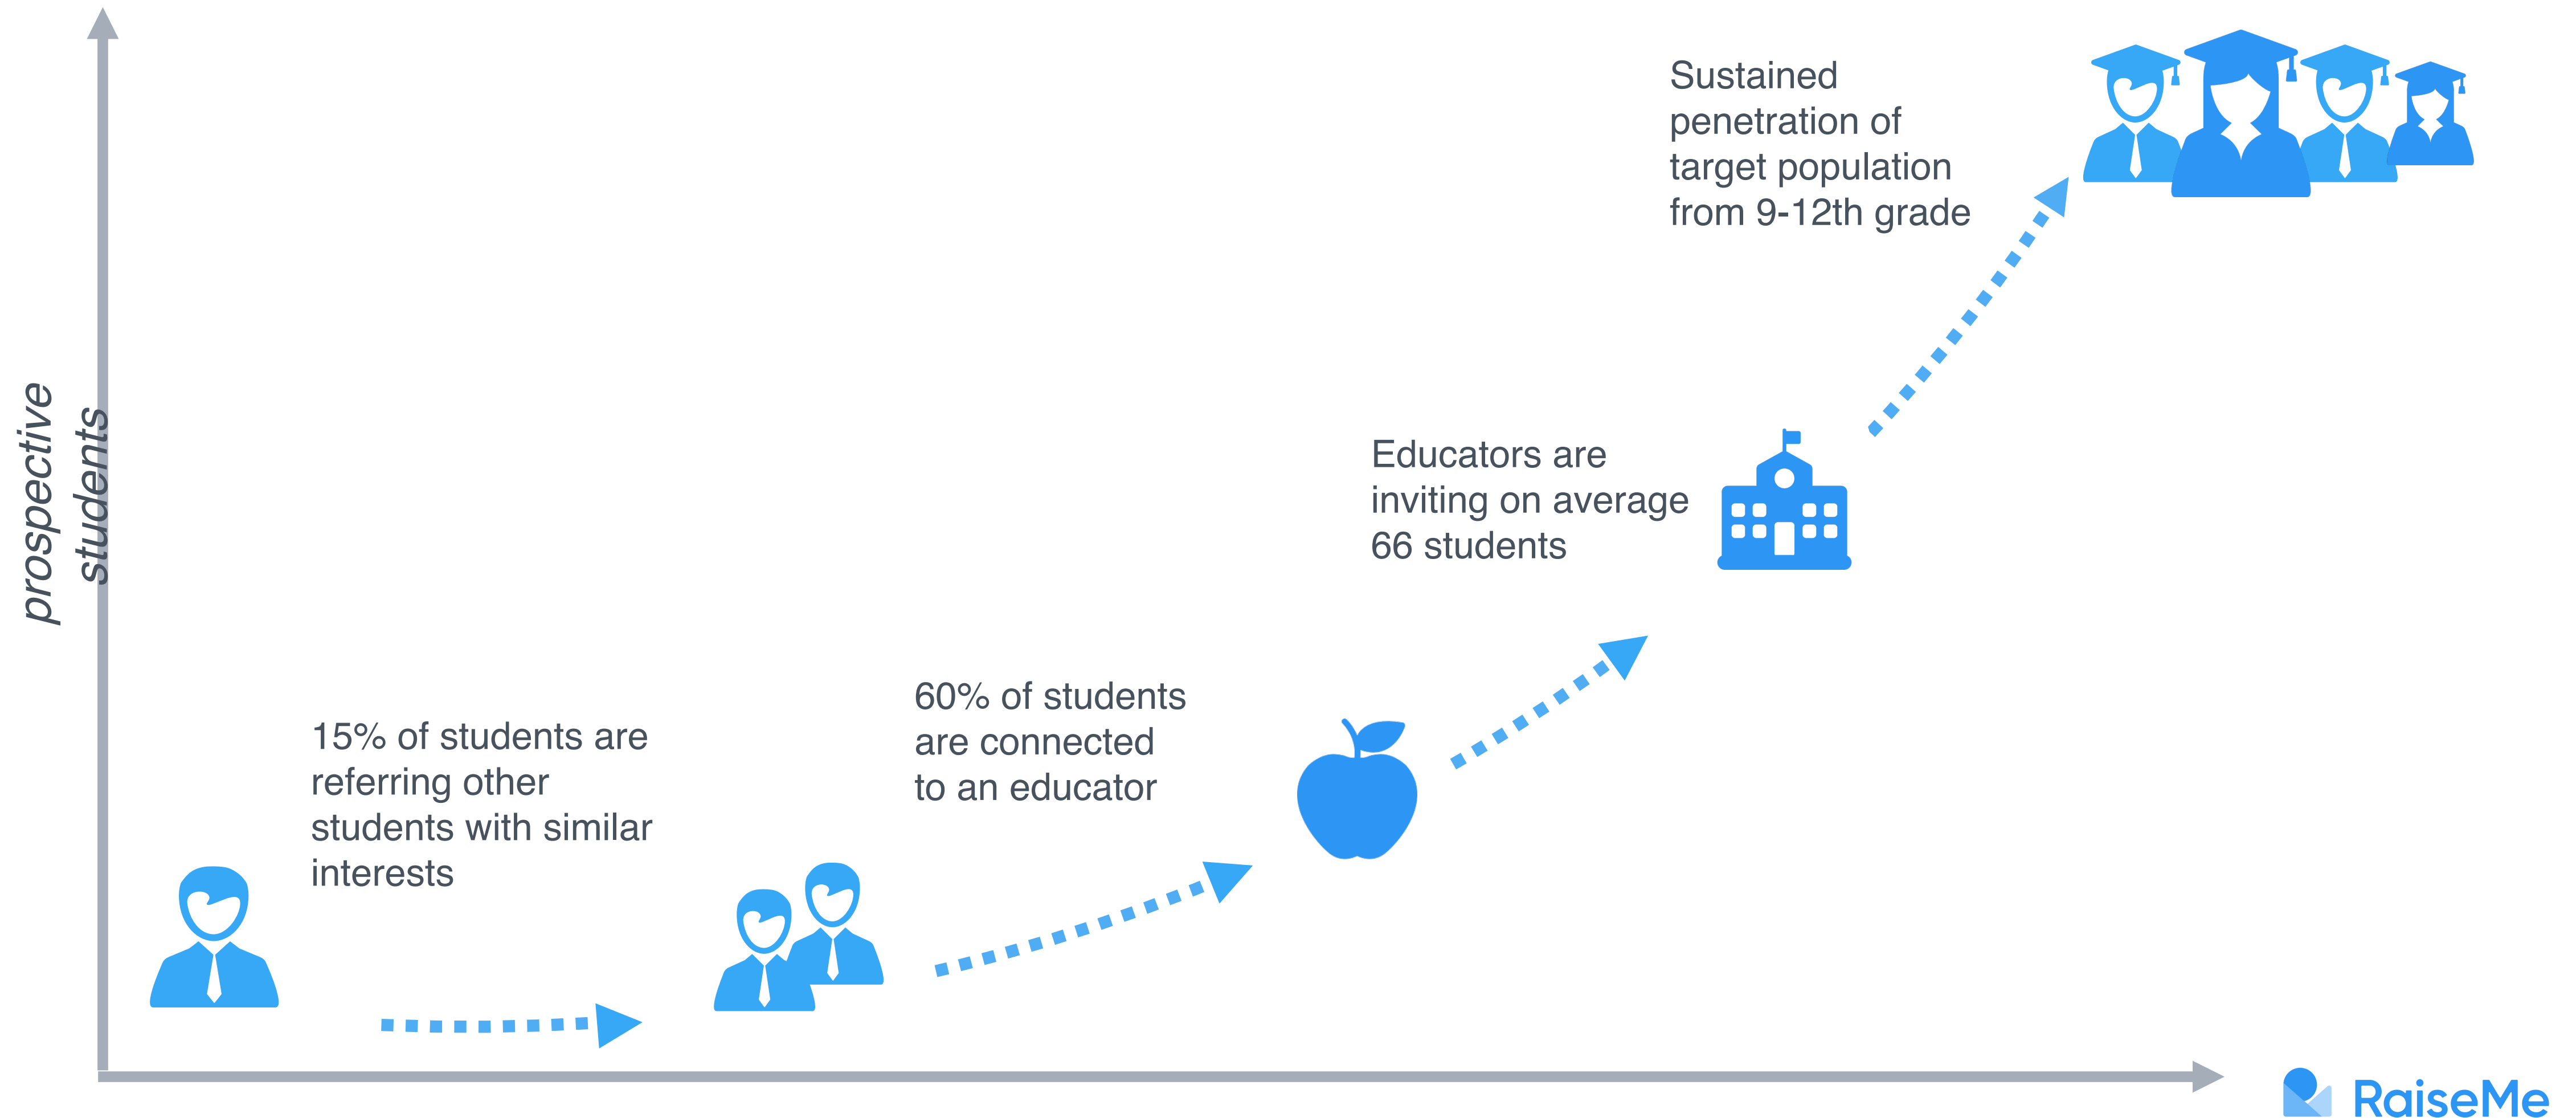 prospective
students
15% of students are
referring other
students with similar
interests
60% of students
are connected
to an educator
Educators are
inviting on average
66 students
Sustained
penetration of
target population
from 9-12th grade
RaiseMe